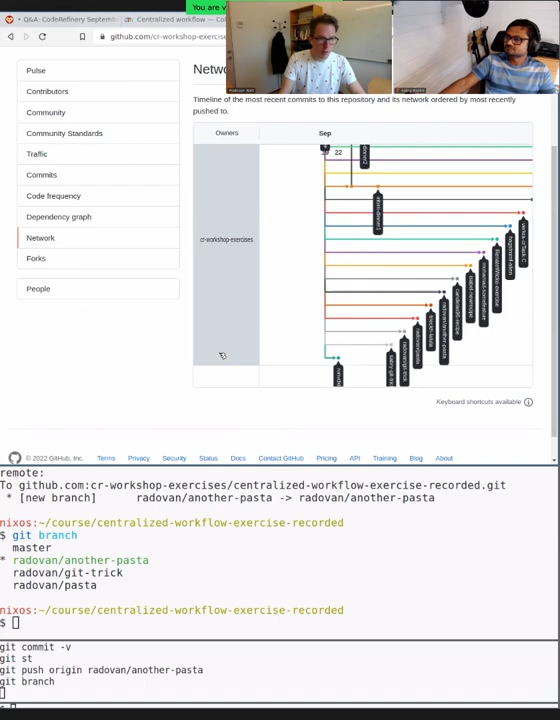 You are v
Q&A: CodeRefinery Septemb
Centralized workflow — Col
github.com/cr-workshop-exercises
Pulse
Contributors
Community
Community Standards
Traffic
Commits
Code frequency
Dependency graph
Network
Forks
People
Timeline of the most recent commits to this repository and its network ordered by most recently
pushed to.
Owners
Sep
22
cr-workshop-exercises
radovan/another-pasta
Keyboard shortcuts available
© 2022 GitHub, Inc.
Terms
Privacy
Security
Status
Docs
Contact GitHub
Pricing
API
Training
Blog
About
remote:
To github.com:cr-workshop-exercises/centralized-workflow-exercise-recorded.git
* [new branch]      radovan/another-pasta -> radovan/another-pasta
nixos:~/course/centralized-workflow-exercise-recorded
$ git branch
master
* radovan/another-pasta
radovan/git-trick
radovan/pasta
nixos:~/course/centralized-workflow-exercise-recorded
$
git commit -v
git st
git push origin radovan/another-pasta
git branch